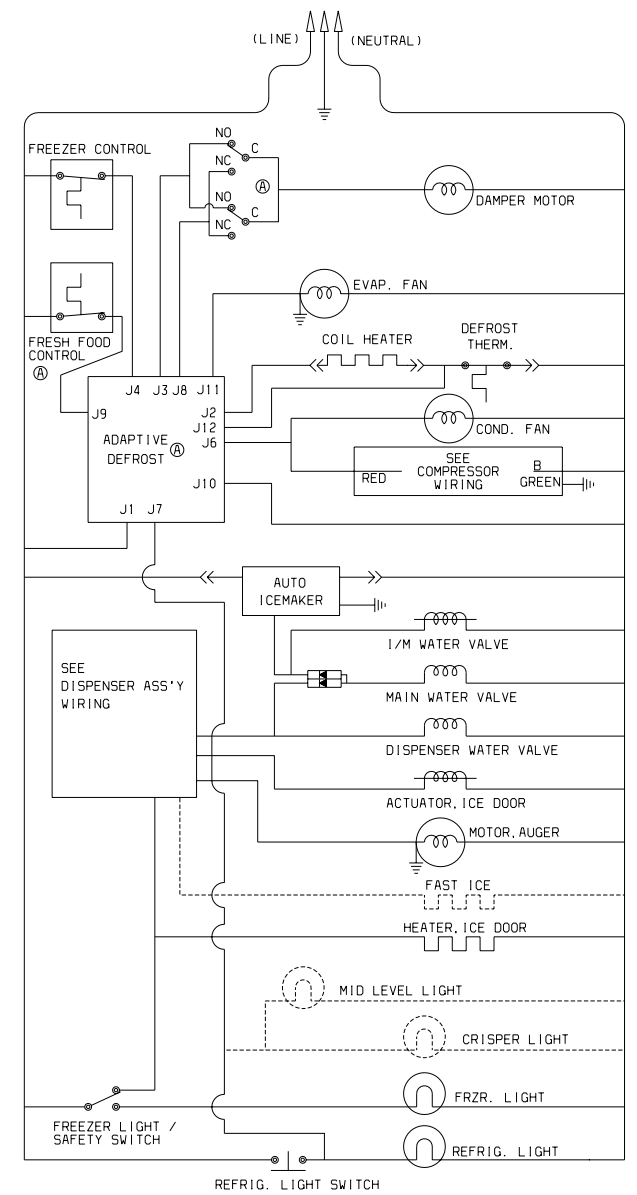 (LINE)
(NEUTRAL)
FREEZER CONTROL
NO
C
NC
A
NO
C
NC
DAMPER MOTOR
EVAP. FAN
FRESH FOOD
CONTROL
A
COIL HEATER
DEFROST
THERM.
J4
J3
J8
J11
J9
J2
J12
J6
J10
ADAPTIVE
DEFROST
A
J1
J7
COND. FAN
SEE
COMPRESSOR
WIRING
RED
B
GREEN
AUTO
ICEMAKER
I/M WATER VALVE
SEE
DISPENSER ASS'Y
WIRING
MAIN WATER VALVE
DISPENSER WATER VALVE
ACTUATOR,ICE DOOR
MOTOR,AUGER
FAST ICE
HEATER,ICE DOOR
MID LEVEL LIGHT
CRISPER LIGHT
FRZR. LIGHT
FREEZER LIGHT /
SAFETY SWITCH
REFRIG. LIGHT
REFRIG. LIGHT SWITCH